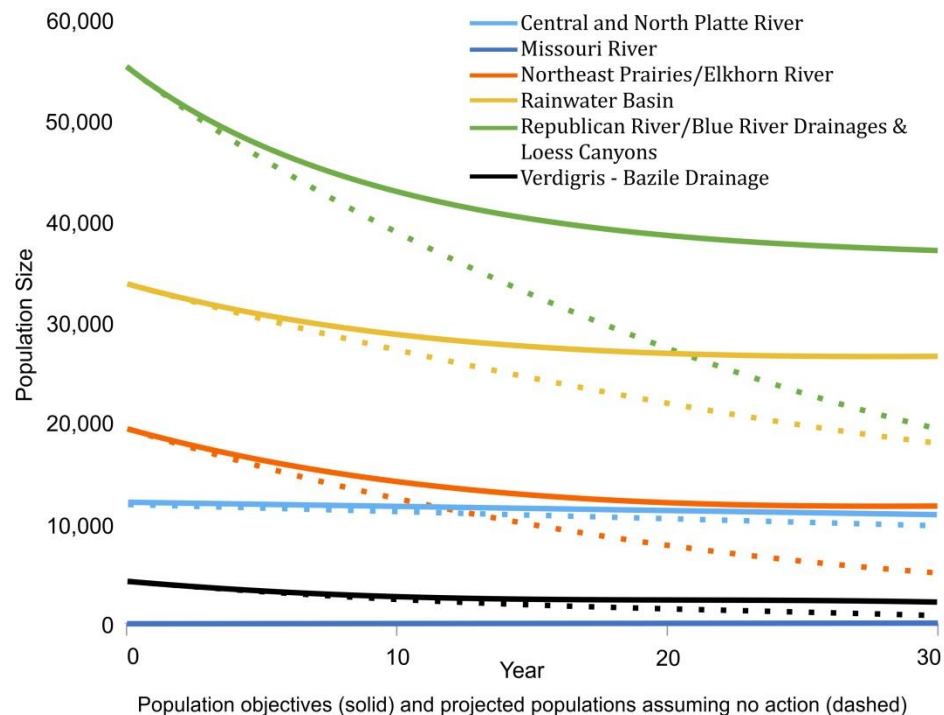 60,000
50,000
40,000
30,000
20,000
10,000
0
Population Size
Central and North Platte River
Missouri River
Northeast Prairies/Elkhorn River
Rainwater Basin
Republican River/Blue River Drainages &
Loess Canyons
Verdigris - Bazile Drainage
0 10 20 30
Year
Population objectives (solid) and projected populations assuming no action (dashed)